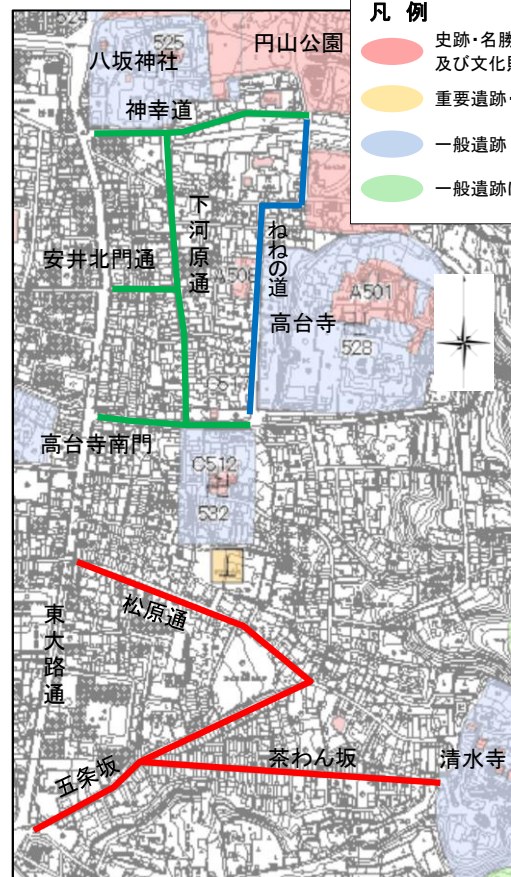 凡 例
史跡・名勝
及び文化財
重要遺跡・
一般遺跡
一般遺跡(
524
525
八坂神社
円山公園
神幸道
下河原通
ねねの道
安井北門通
A501
高台寺
528
高台寺南門
C512
532
松原通
東大路通
五条坂
茶わん坂
清水寺